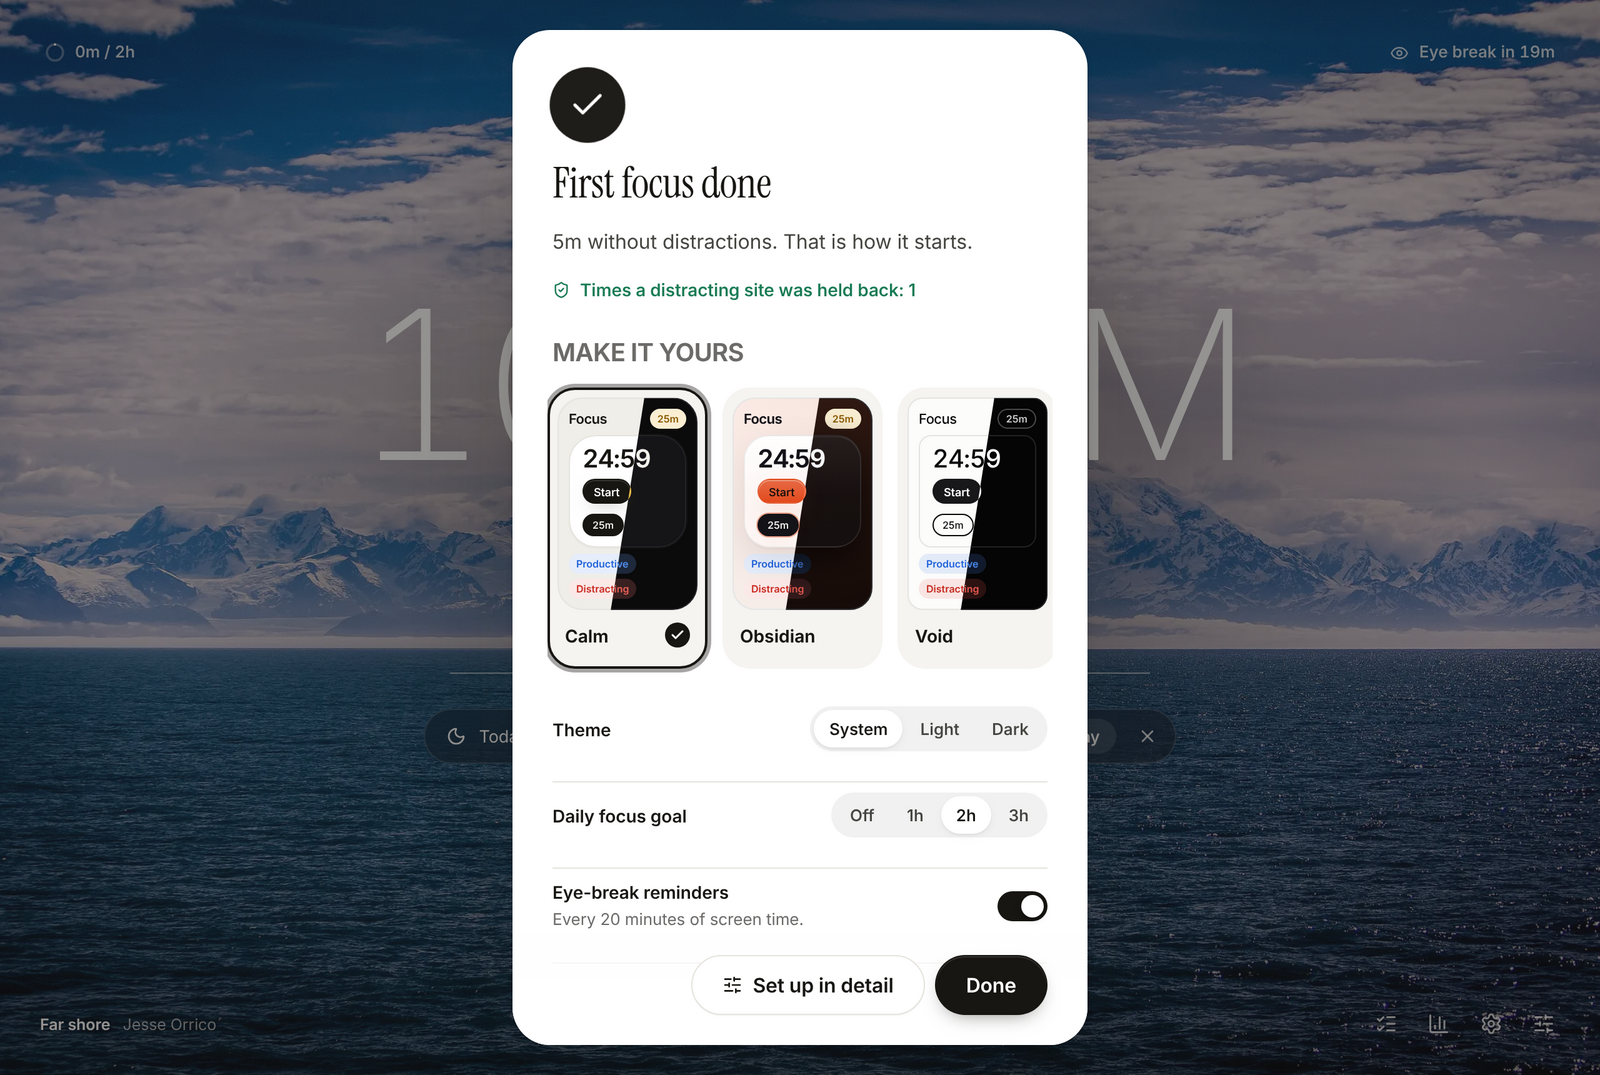 0m / 2h
Eye break in 19m
First focus done
5m without distractions. That is how it starts.
Times a distracting site was held back: 1
MAKE IT YOURS
Focus 25m
24:59
Start
25m
Productive
Distracting
Calm
Focus 25m
24:59
Start
25m
Productive
Distracting
Obsidian
Focus 25m
24:59
Start
25m
Productive
Distracting
Void
Theme
System Light Dark
Daily focus goal
Off 1h 2h 3h
Eye-break reminders
Every 20 minutes of screen time.
Set up in detail
Done
Far shore Jesse Orrico